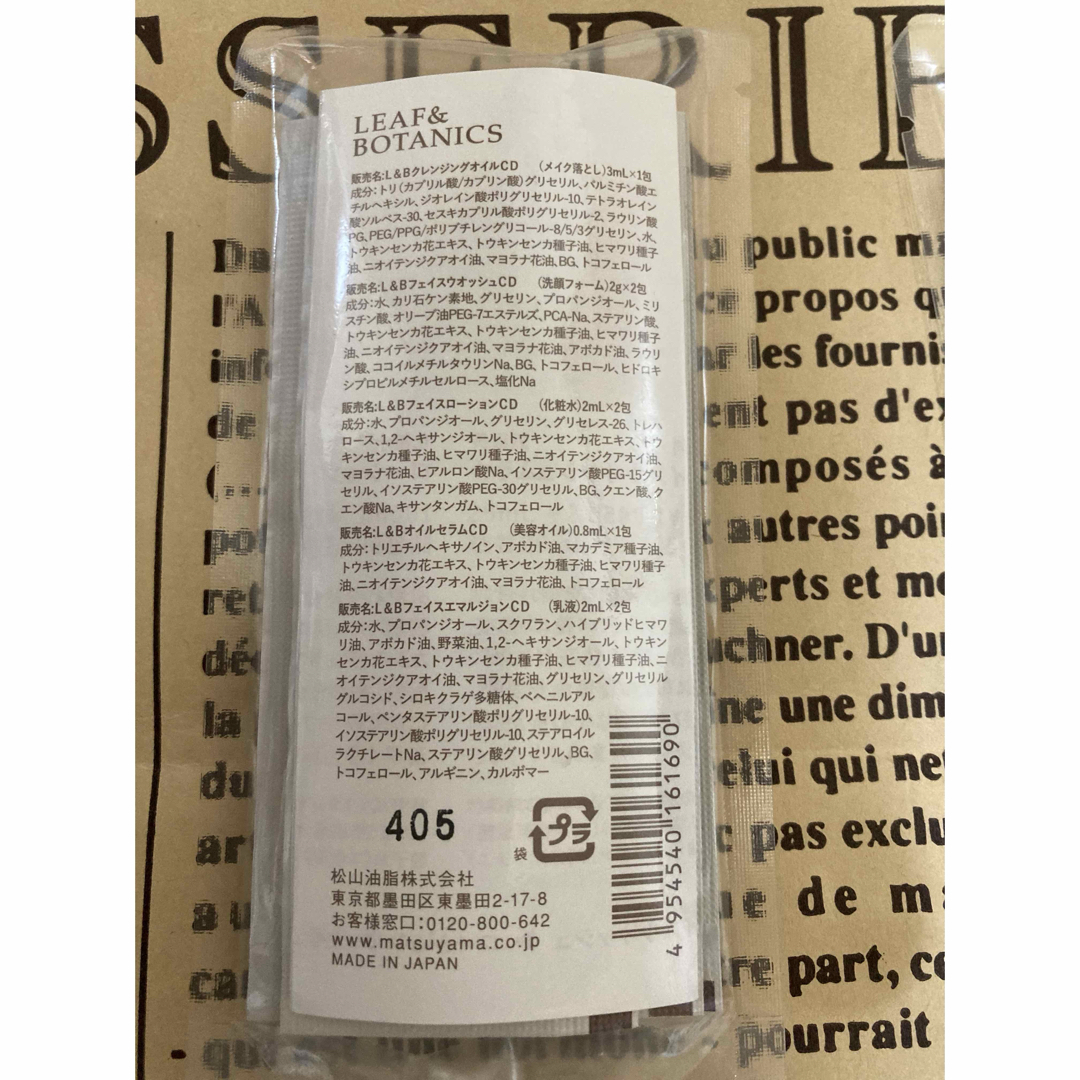 SSERIE
LEAF&
BOTANICS
販売名:L&BクレンジングオイルCD (メイク落とし)3mL×1包
成分:トリ(カプリル酸/カプリン酸)グリセリル、パルミチン酸エ
チルヘキシル、ジオレイン酸ポリグリセリル-10、テトラオレイン
酸ソルベス-30、セスキカプリル酸ポリグリセリル-2、ラウリン酸
PG、PEG/PPG/ポリブチレングリコール-8/5/3グリセリン、水、
トウキンセンカ花エキス、トウキンセンカ種子油、ヒマワリ種子
油、ニオイテンジクアオイ油、マヨラナ花油、BG、トコフェロール
販売名:L&BフェイスウオッシュCD (洗顔フォーム)2g×2包
成分:水、カリ石ケン素地、グリセリン、プロパンジオール、ミリ
スチン酸、オリーブ油PEG-7エステルズ、PCA-Na、ステアリン酸、
トウキンセンカ花エキス、トウキンセンカ種子油、ヒマワリ種子
油、ニオイテンジクアオイ油、マヨラナ花油、アボカド油、ラウリ
ン酸、ココイルメチルタウリンNa、BG、トコフェロール、ヒドロキ
シプロピルメチルセルロース、塩化Na
販売名:L&BフェイスローションCD (化粧水)2mL×2包
成分:水、プロパンジオール、グリセリン、グリセレス-26、トレハ
ロース、1,2-ヘキサンジオール、トウキンセンカ花エキス、トウ
キンセンカ種子油、ヒマワリ種子油、ニオイテンジクアオイ油、
マヨラナ花油、ヒアルロン酸Na、イソステアリン酸PEG-15グリ
セリル、イソステアリン酸PEG-30グリセリル、BG、クエン酸、ク
エン酸Na、キサンタンガム、トコフェロール
販売名:L&BオイルセラムCD (美容オイル)0.8mL×1包
成分:トリエチルヘキサノイン、アボカド油、マカデミア種子油、
トウキンセンカ花エキス、トウキンセンカ種子油、ヒマワリ種子
油、ニオイテンジクアオイ油、マヨラナ花油、トコフェロール
販売名:L&BフェイスエマルジョンCD (乳液)2mL×2包
成分:水、プロパンジオール、スクワラン、ハイブリッドヒマワ
リ油、アボカド油、野菜油、1,2-ヘキサンジオール、トウキン
センカ花エキス、トウキンセンカ種子油、ヒマワリ種子油、ニ
オイテンジクアオイ油、マヨラナ花油、グリセリン、グリセリル
グルコシド、シロキクラゲ多糖体、ベヘニルアル
コール、ペンタステアリン酸ポリグリセリル-10、
イソステアリン酸ポリグリセリル-10、ステアロイル
ラクチレートNa、ステアリン酸グリセリル、BG、
トコフェロール、アルギニン、カルボマー
405
プラ
袋
4 954540 161690
松山油脂株式会社
東京都墨田区東墨田2-17-8
お客様窓口:0120-800-642
www.matsuyama.co.jp
MADE IN JAPAN
public
propos
les fournis
pas d'ex
composés à
autres poin
experts et
D'un
une dim
qui
pas exclu
de
part,
pourrait